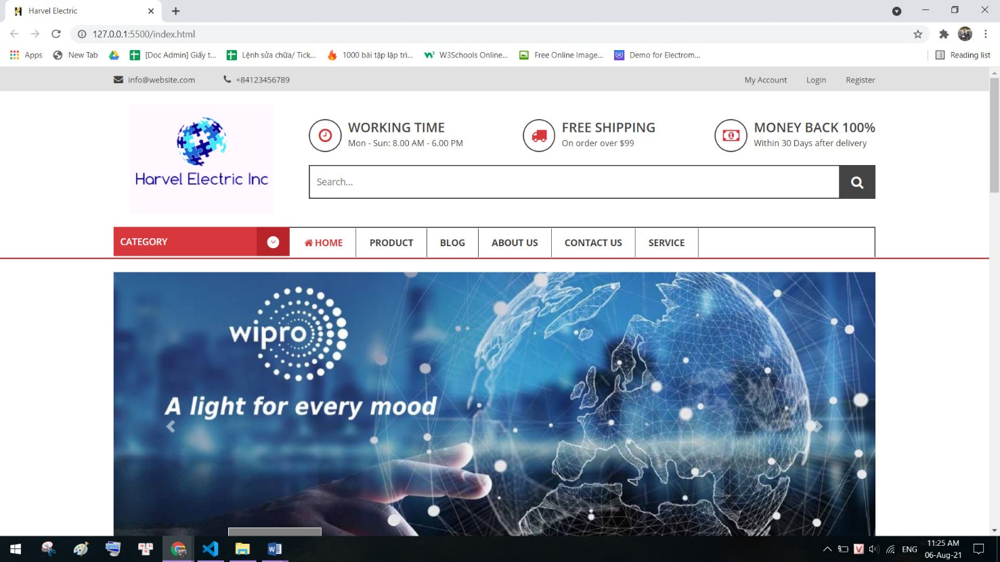 Harvel Electric
127.0.0.1:5500/index.html
Apps
New Tab
[Doc Admin] Giấy t...
Lệnh sửa chữa/ Tick...
1000 bài tập lập trì...
W3Schools Online...
Free Online Image...
Demo for Electrom...
Reading list
info@website.com
+84123456789
My Account
Login
Register
Harvel Electric Inc
WORKING TIME
Mon - Sun: 8.00 AM - 6.00 PM
FREE SHIPPING
On order over $99
MONEY BACK 100%
Within 30 Days after delivery
Search...
CATEGORY
HOME
PRODUCT
BLOG
ABOUT US
CONTACT US
SERVICE
wipro
A light for every mood
ENG
11:25 AM
06-Aug-21